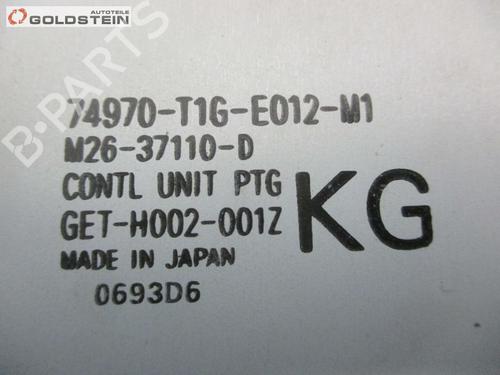 AUTOTEILE
GOLDSTEIN
B-PARTS
74970-T1G-E012-M1
M26-37110-D
CONTL UNIT PTG
GET-H002-001Z
KG
MADE IN JAPAN
0693D6